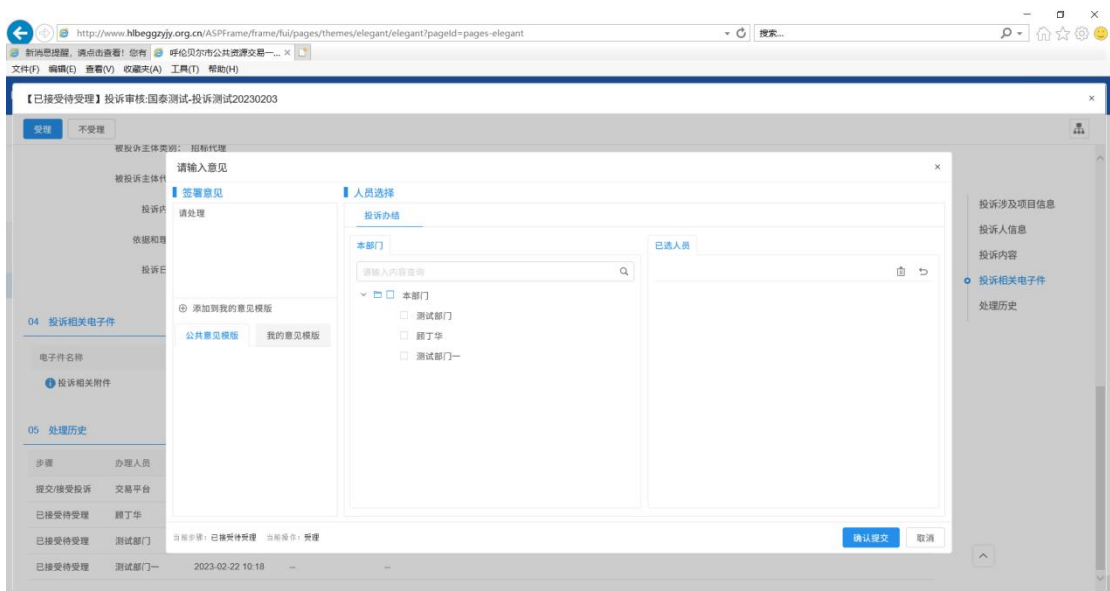 http://www.hlbeggzyjy.org.cn/ASPFrame/frame/fui/pages/themes/elegant/elegant?pageId=pages-elegant
搜索...
新消息提醒，请点击查看！您有
呼伦贝尔市公共资源交易一...
文件(F) 编辑(E) 查看(V) 收藏夹(A) 工具(T) 帮助(H)
【已接受待受理】投诉审核:国泰测试-投诉测试20230203
受理 不受理
被投诉主体类别: 招标代理
请输入意见
被投诉主体代
签署意见 人员选择
投诉内
请处理
投诉办结
投诉涉及项目信息
投诉人信息
依据和理
本部门 已选人员
投诉内容
投诉日
请输入内容查询
投诉相关电子件
本部门
处理历史
添加到我的意见模版
测试部门
04 投诉相关电子件
公共意见模版 我的意见模版
顾丁华
电子件名称
测试部门一
投诉相关附件
05 处理历史
步骤 办理人员
提交/接受投诉 交易平台
已接受待受理 顾丁华
已接受待受理 测试部门
当前步骤: 已接受待受理 当前操作: 受理
确认提交 取消
已接受待受理 测试部门一 2023-02-22 10:18 -- --